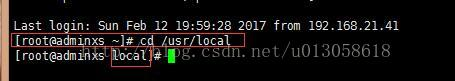 Last login: Sun Feb 12 19:59:28 2017 from 192.168.21.41
[root@adminxs ~]# cd /usr/local
[root@adminxs local]#
blog.csdn.net/u013058618